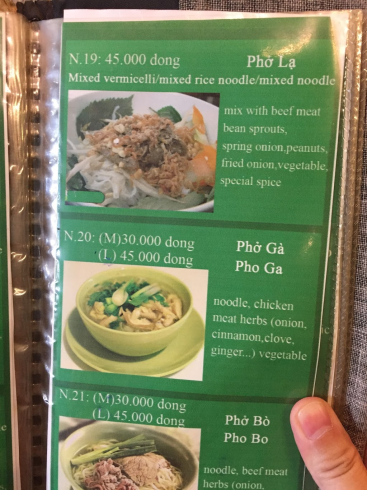 N.19: 45.000 dong
Phở Lạ
Mixed vermicelli/mixed rice noodle/mixed noodle
mix with beef meat
bean sprouts,
spring onion,peanuts,
fried onion,vegetable,
special spice
N.20: (M)30.000 dong
(L) 45.000 dong
Phở Gà
Pho Ga
noodle, chicken
meat herbs (onion,
cinnamon,clove,
ginger...) vegetable
N.21: (M)30.000 dong
(L) 45.000 dong
Phở Bò
Pho Bo
noodle, beef meat
herbs (onion,